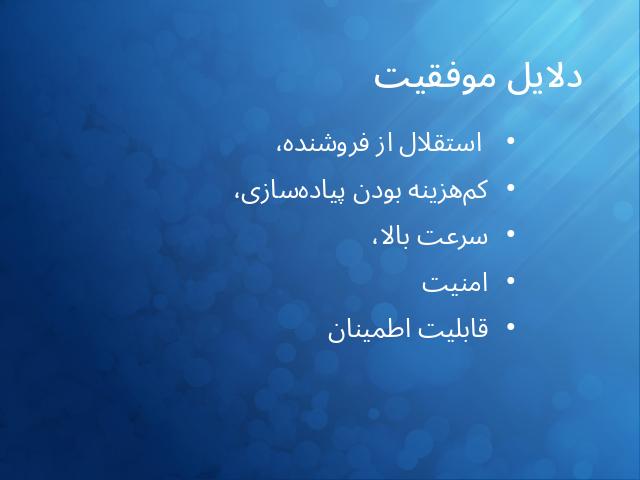 دلایل موفقیت
• استقلال از فروشنده،
• کم‌هزینه بودن پیاده‌سازی،
• سرعت بالا،
• امنیت
• قابلیت اطمینان